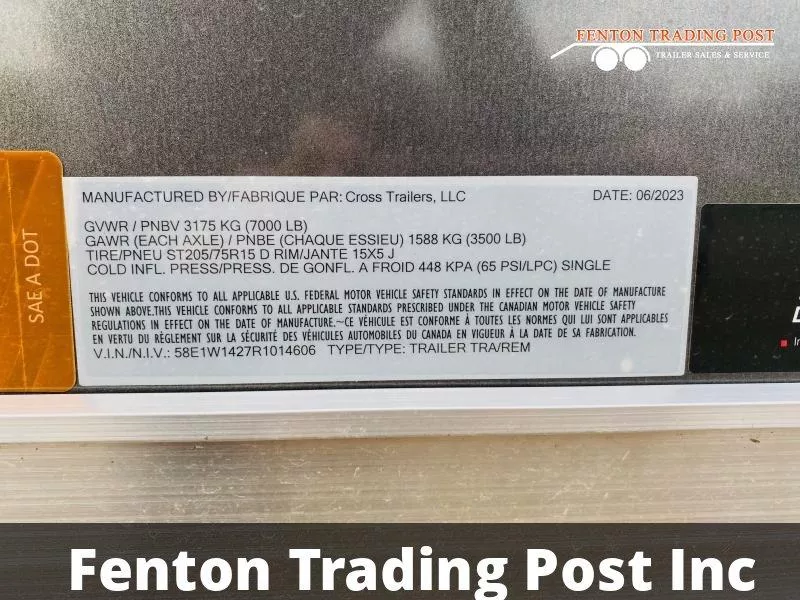 FENTON TRADING POST
TRAILER SALES & SERVICE
MANUFACTURED BY/FABRIQUE PAR: Cross Trailers, LLC DATE: 06/2023
GVWR / PNBV 3175 KG (7000 LB)
GAWR (EACH AXLE) / PNBE (CHAQUE ESSIEU) 1588 KG (3500 LB)
TIRE/PNEU ST205/75R15 D RIM/JANTE 15X5 J
COLD INFL. PRESS/PRESS. DE GONFL. A FROID 448 KPA (65 PSI/LPC) SINGLE
THIS VEHICLE CONFORMS TO ALL APPLICABLE U.S. FEDERAL MOTOR VEHICLE SAFETY STANDARDS IN EFFECT ON THE DATE OF MANUFACTURE
SHOWN ABOVE.THIS VEHICLE CONFORMS TO ALL APPLICABLE STANDARDS PRESCRIBED UNDER THE CANADIAN MOTOR VEHICLE SAFETY
REGULATIONS IN EFFECT ON THE DATE OF MANUFACTURE.~CE VÉHICULE EST CONFORME À TOUTES LES NORMES QUI LUI SONT APPLICABLES
EN VERTU DU RÈGLEMENT SUR LA SÉCURITÉ DES VÉHICULES AUTOMOBILES DU CANADA EN VIGUEUR À LA DATE DE SA FABRICATION.
V.I.N./N.I.V.: 58E1W1427R1014606 TYPE/TYPE: TRAILER TRA/REM
SAE A DOT
Fenton Trading Post Inc